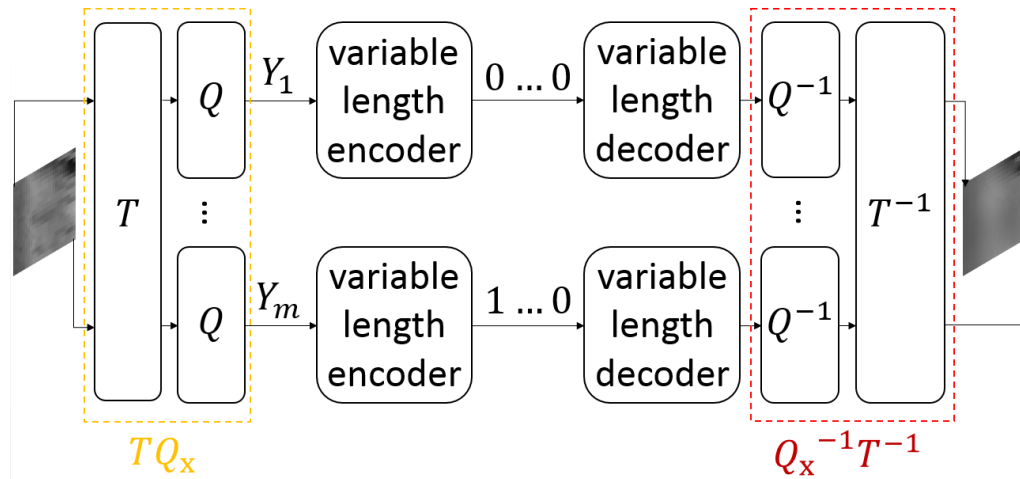 T
Q
Y₁
variable
length
encoder
0 ... 0
variable
length
decoder
Q⁻¹
T⁻¹
⋮
⋮
Q
Yₘ
variable
length
encoder
1 ... 0
variable
length
decoder
Q⁻¹
TQₓ
Qₓ⁻¹T⁻¹